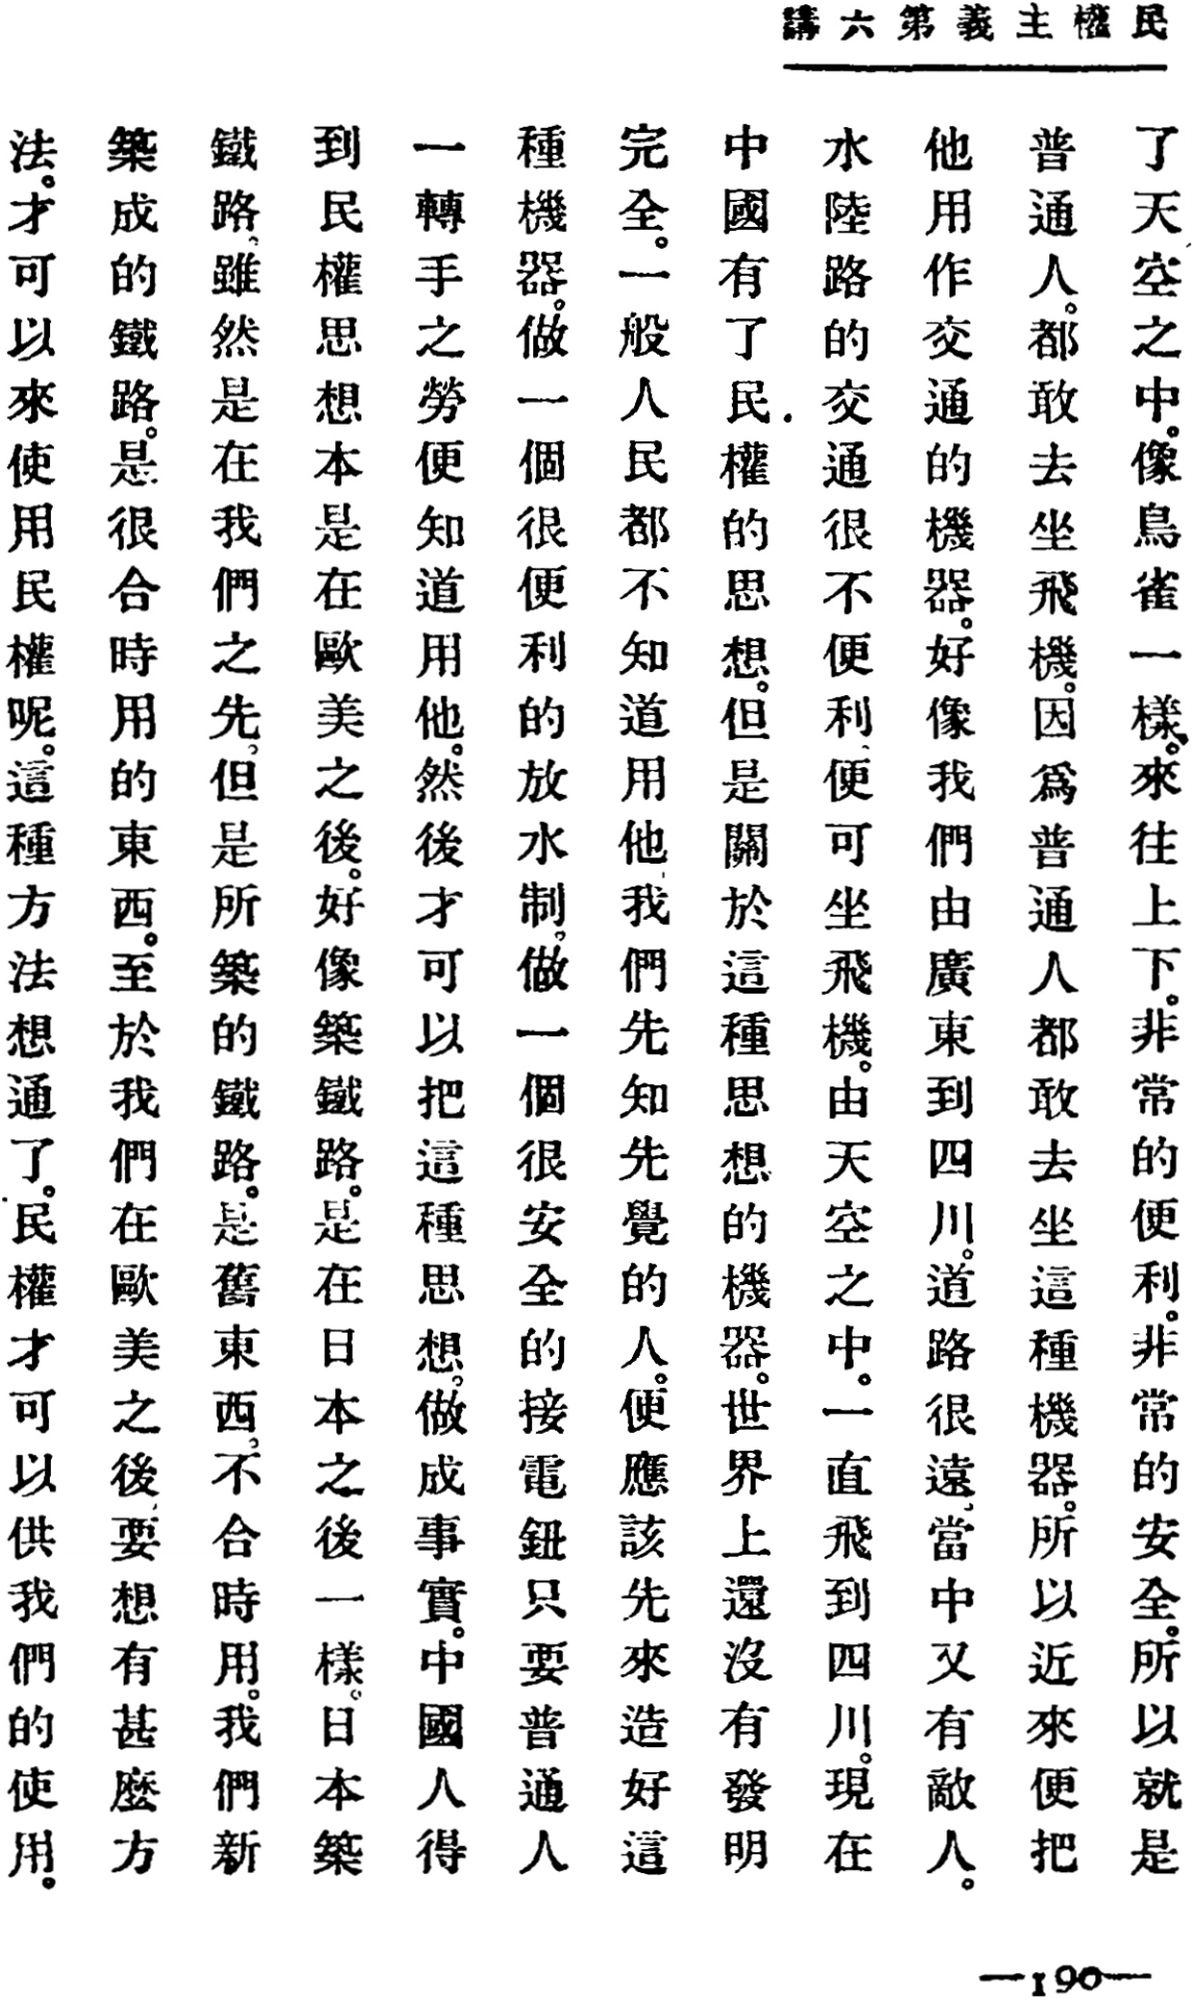 民權主義第六講
了天空之中。像鳥雀一樣。來往上下。非常的便利。非常的安全。所以就是
普通人。都敢去坐飛機。因爲普通人都敢去坐這種機器。所以近來便把
他用作交通的機器。好像我們由廣東到四川。道路很遠、當中又有敵人。
水陸路的交通很不便利、便可坐飛機。由天空之中。一直飛到四川。現在
中國有了民權的思想。但是關於這種思想的機器。世界上還沒有發明
完全。一般人民都不知道用他、我們先知先覺的人。便應該先來造好這
種機器。做一個很便利的放水制。做一個很安全的接電鈕只要普通人
一轉手之勞便知道用他。然後才可以把這種思想。做成事實。中國人得
到民權思想本是在歐美之後。好像築鐵路。是在日本之後一樣。日本築
鐵路、雖然是在我們之先、但是所築的鐵路。是舊東西。不合時用。我們新
築成的鐵路。是很合時用的東西。至於我們在歐美之後、要想有甚麼方
法。才可以來使用民權呢。這種方法想通了。民權才可以供我們的使用。
—190—